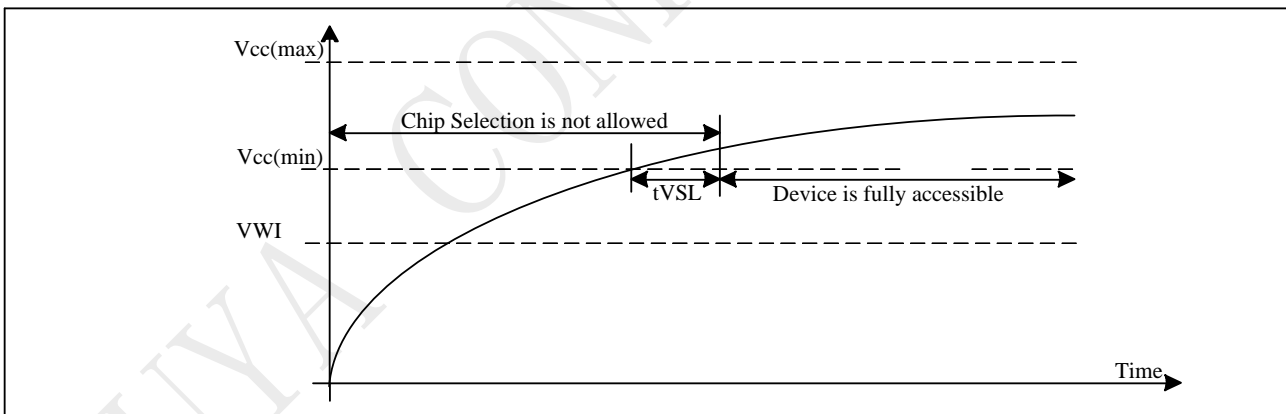 Vcc(max)
Chip Selection is not allowed
Vcc(min)
tVSL
Device is fully accessible
VWI
Time